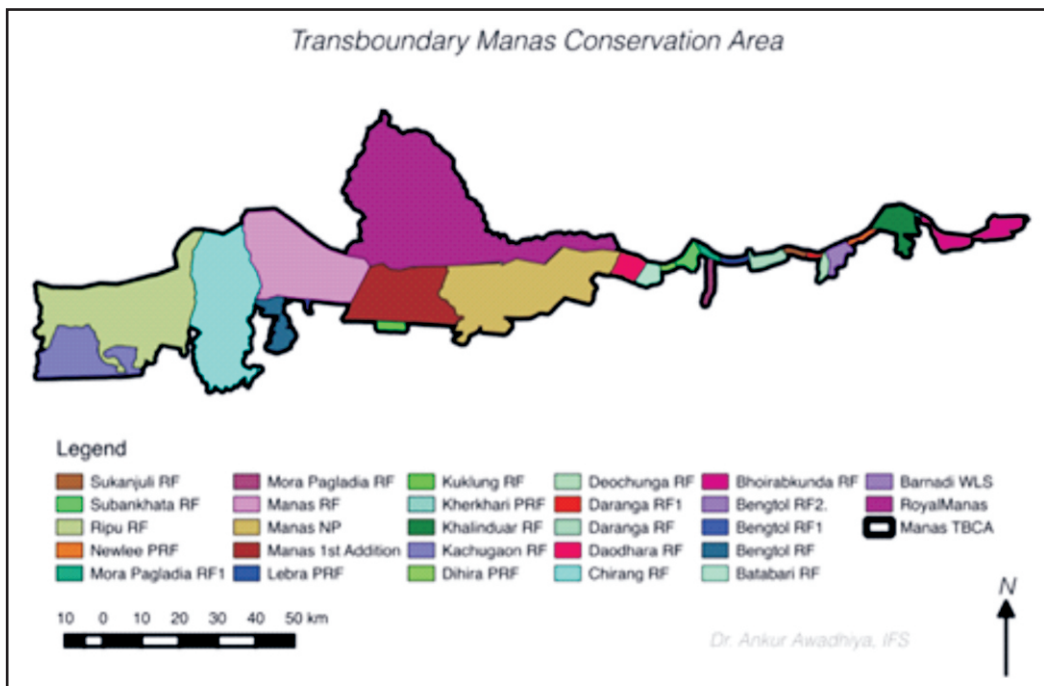 Transboundary Manas Conservation Area
Legend
Sukanjuli RF
Subankhata RF
Ripu RF
Newlee PRF
Mora Pagladia RF1
Mora Pagladia RF
Manas RF
Manas NP
Manas 1st Addition
Lebra PRF
Kuklung RF
Kherkhari PRF
Khalinduar RF
Kachugaon RF
Dihira PRF
Deochunga RF
Daranga RF1
Daranga RF
Daodhara RF
Chirang RF
Bhoirabkunda RF
Bengtol RF2.
Bengtol RF1
Bengtol RF
Batabari RF
Barnadi WLS
RoyalManas
Manas TBCA
10 0 10 20 30 40 50 km
Dr. Ankur Awadhiya, IFS
N